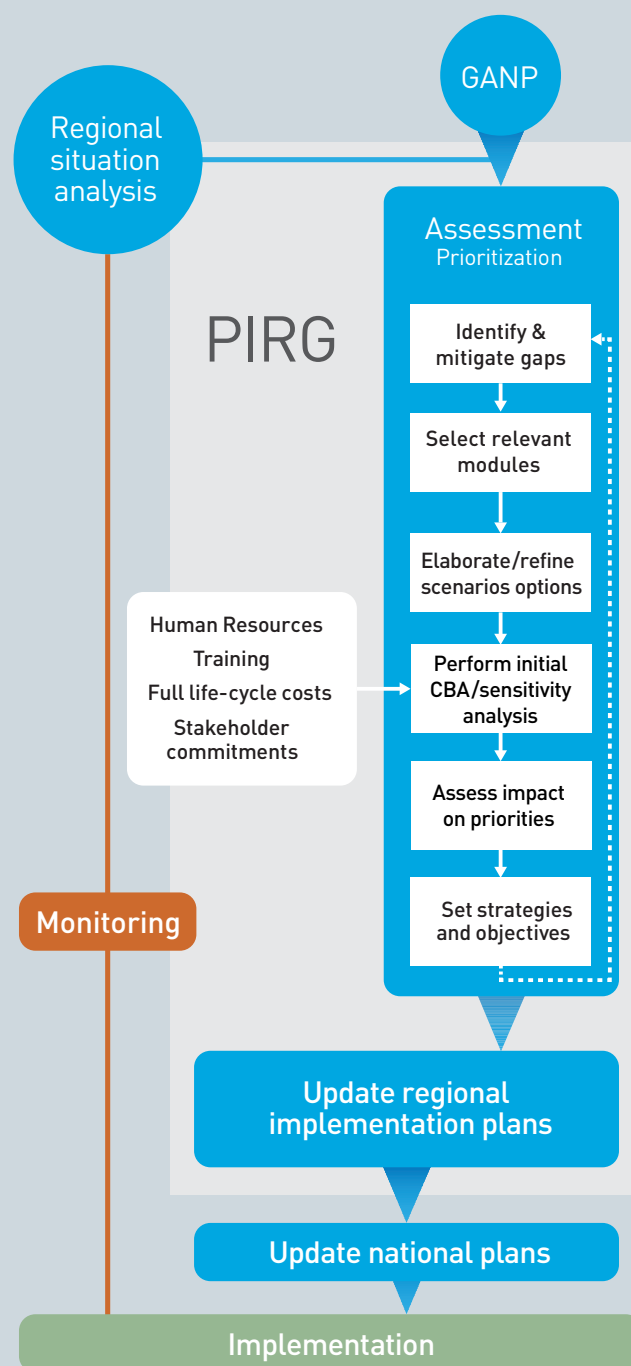 GANP
Regional
situation
analysis
Assessment
Prioritization
PIRG
Identify &
mitigate gaps
Select relevant
modules
Elaborate/refine
scenarios options
Human Resources
Training
Full life-cycle costs
Stakeholder
commitments
Perform initial
CBA/sensitivity
analysis
Assess impact
on priorities
Set strategies
and objectives
Monitoring
Update regional
implementation plans
Update national plans
Implementation